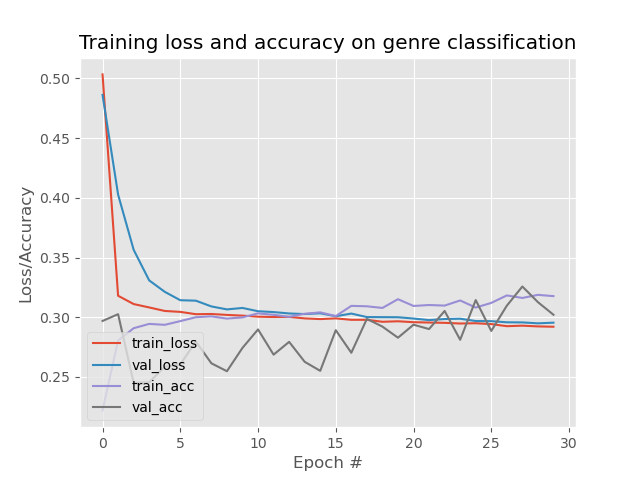 Training loss and accuracy on genre classification
0.50
0.45
0.40
0.35
0.30
0.25
Loss/Accuracy
train_loss
val_loss
train_acc
val_acc
0 5 10 15 20 25 30
Epoch #